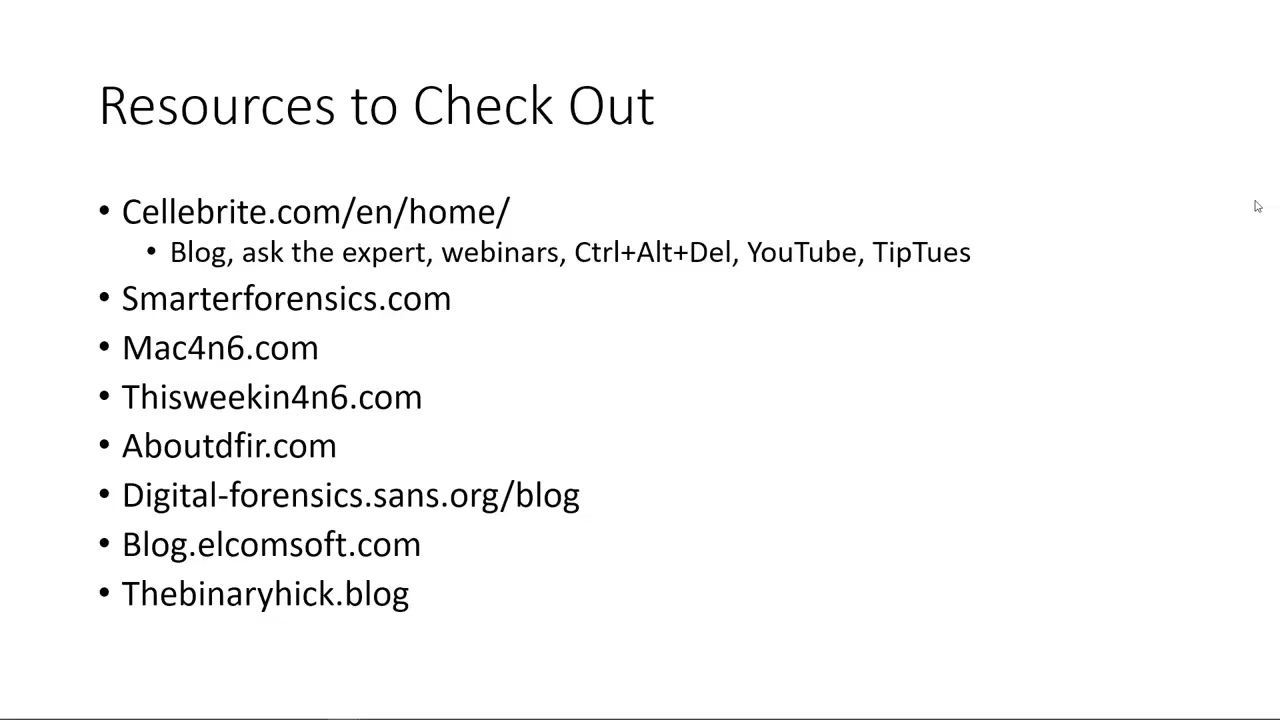 Resources to Check Out
• Cellebrite.com/en/home/
• Blog, ask the expert, webinars, Ctrl+Alt+Del, YouTube, TipTues
• Smarterforensics.com
• Mac4n6.com
• Thisweekin4n6.com
• Aboutdfir.com
• Digital-forensics.sans.org/blog
• Blog.elcomsoft.com
• Thebinaryhick.blog